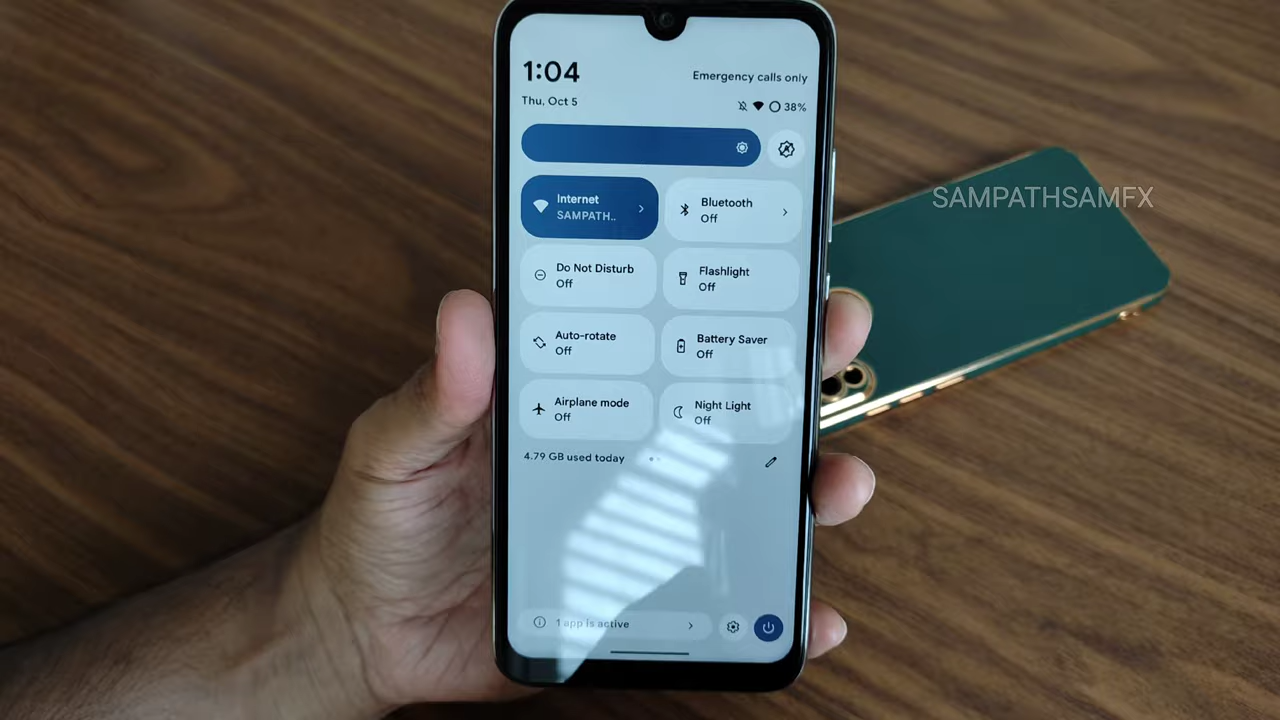 1:04
Emergency calls only
Thu, Oct 5
38%
Internet
SAMPATH..
Bluetooth
Off
Do Not Disturb
Off
Flashlight
Off
Auto-rotate
Off
Battery Saver
Off
Airplane mode
Off
Night Light
Off
4.79 GB used today
1 app is active
SAMPATHSAMFX